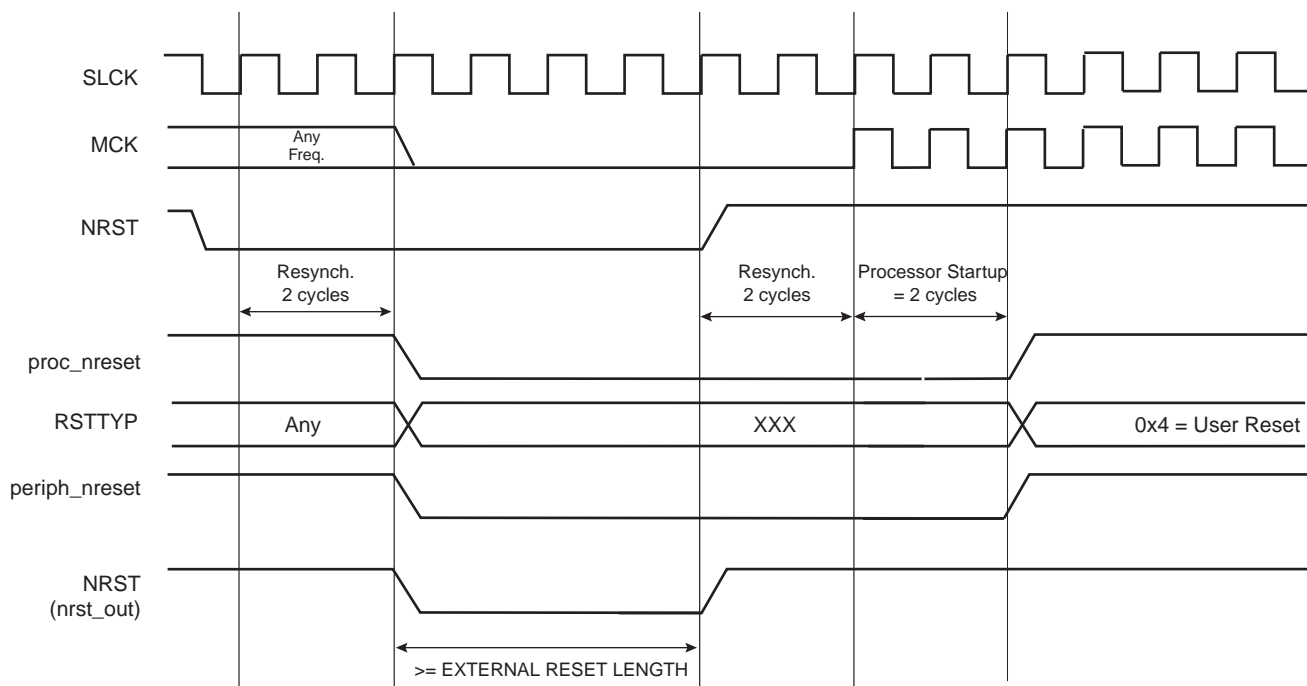 SLCK
MCK
Any
Freq.
NRST
Resynch.
2 cycles
Resynch.
2 cycles
Processor Startup
= 2 cycles
proc_nreset
RSTTYP
Any
XXX
0x4 = User Reset
periph_nreset
NRST
(nrst_out)
>= EXTERNAL RESET LENGTH